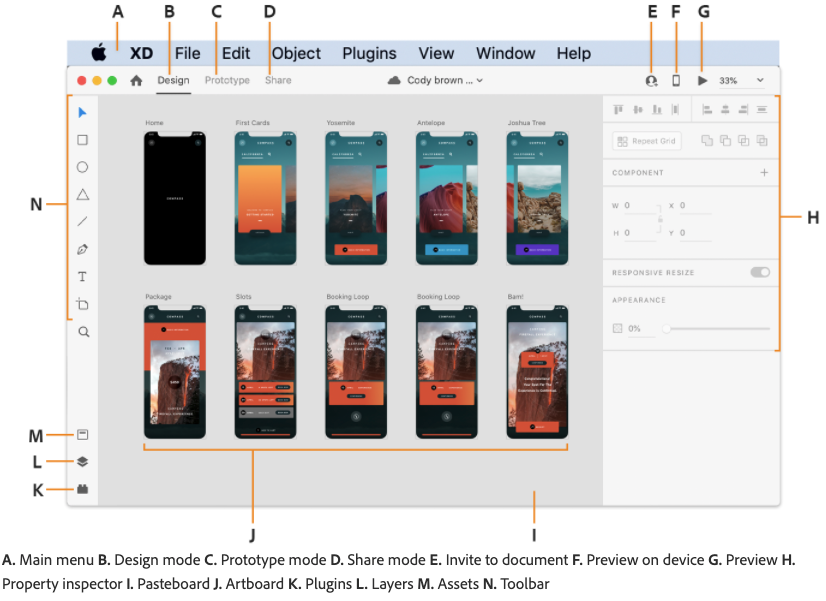 A B C D E F G
XD File Edit Object Plugins View Window Help
Design Prototype Share Cody brown ... 33%
Home First Cards Yosemite Antelope Joshua Tree
Repeat Grid
COMPONENT
W 0 X 0
H 0 Y 0
N
H
RESPONSIVE RESIZE
APPEARANCE
0%
T
COMPASS
Package Slots Booking Loop Booking Loop Bam!
M
L
K
J
I
A. Main menu B. Design mode C. Prototype mode D. Share mode E. Invite to document F. Preview on device G. Preview H.
Property inspector I. Pasteboard J. Artboard K. Plugins L. Layers M. Assets N. Toolbar